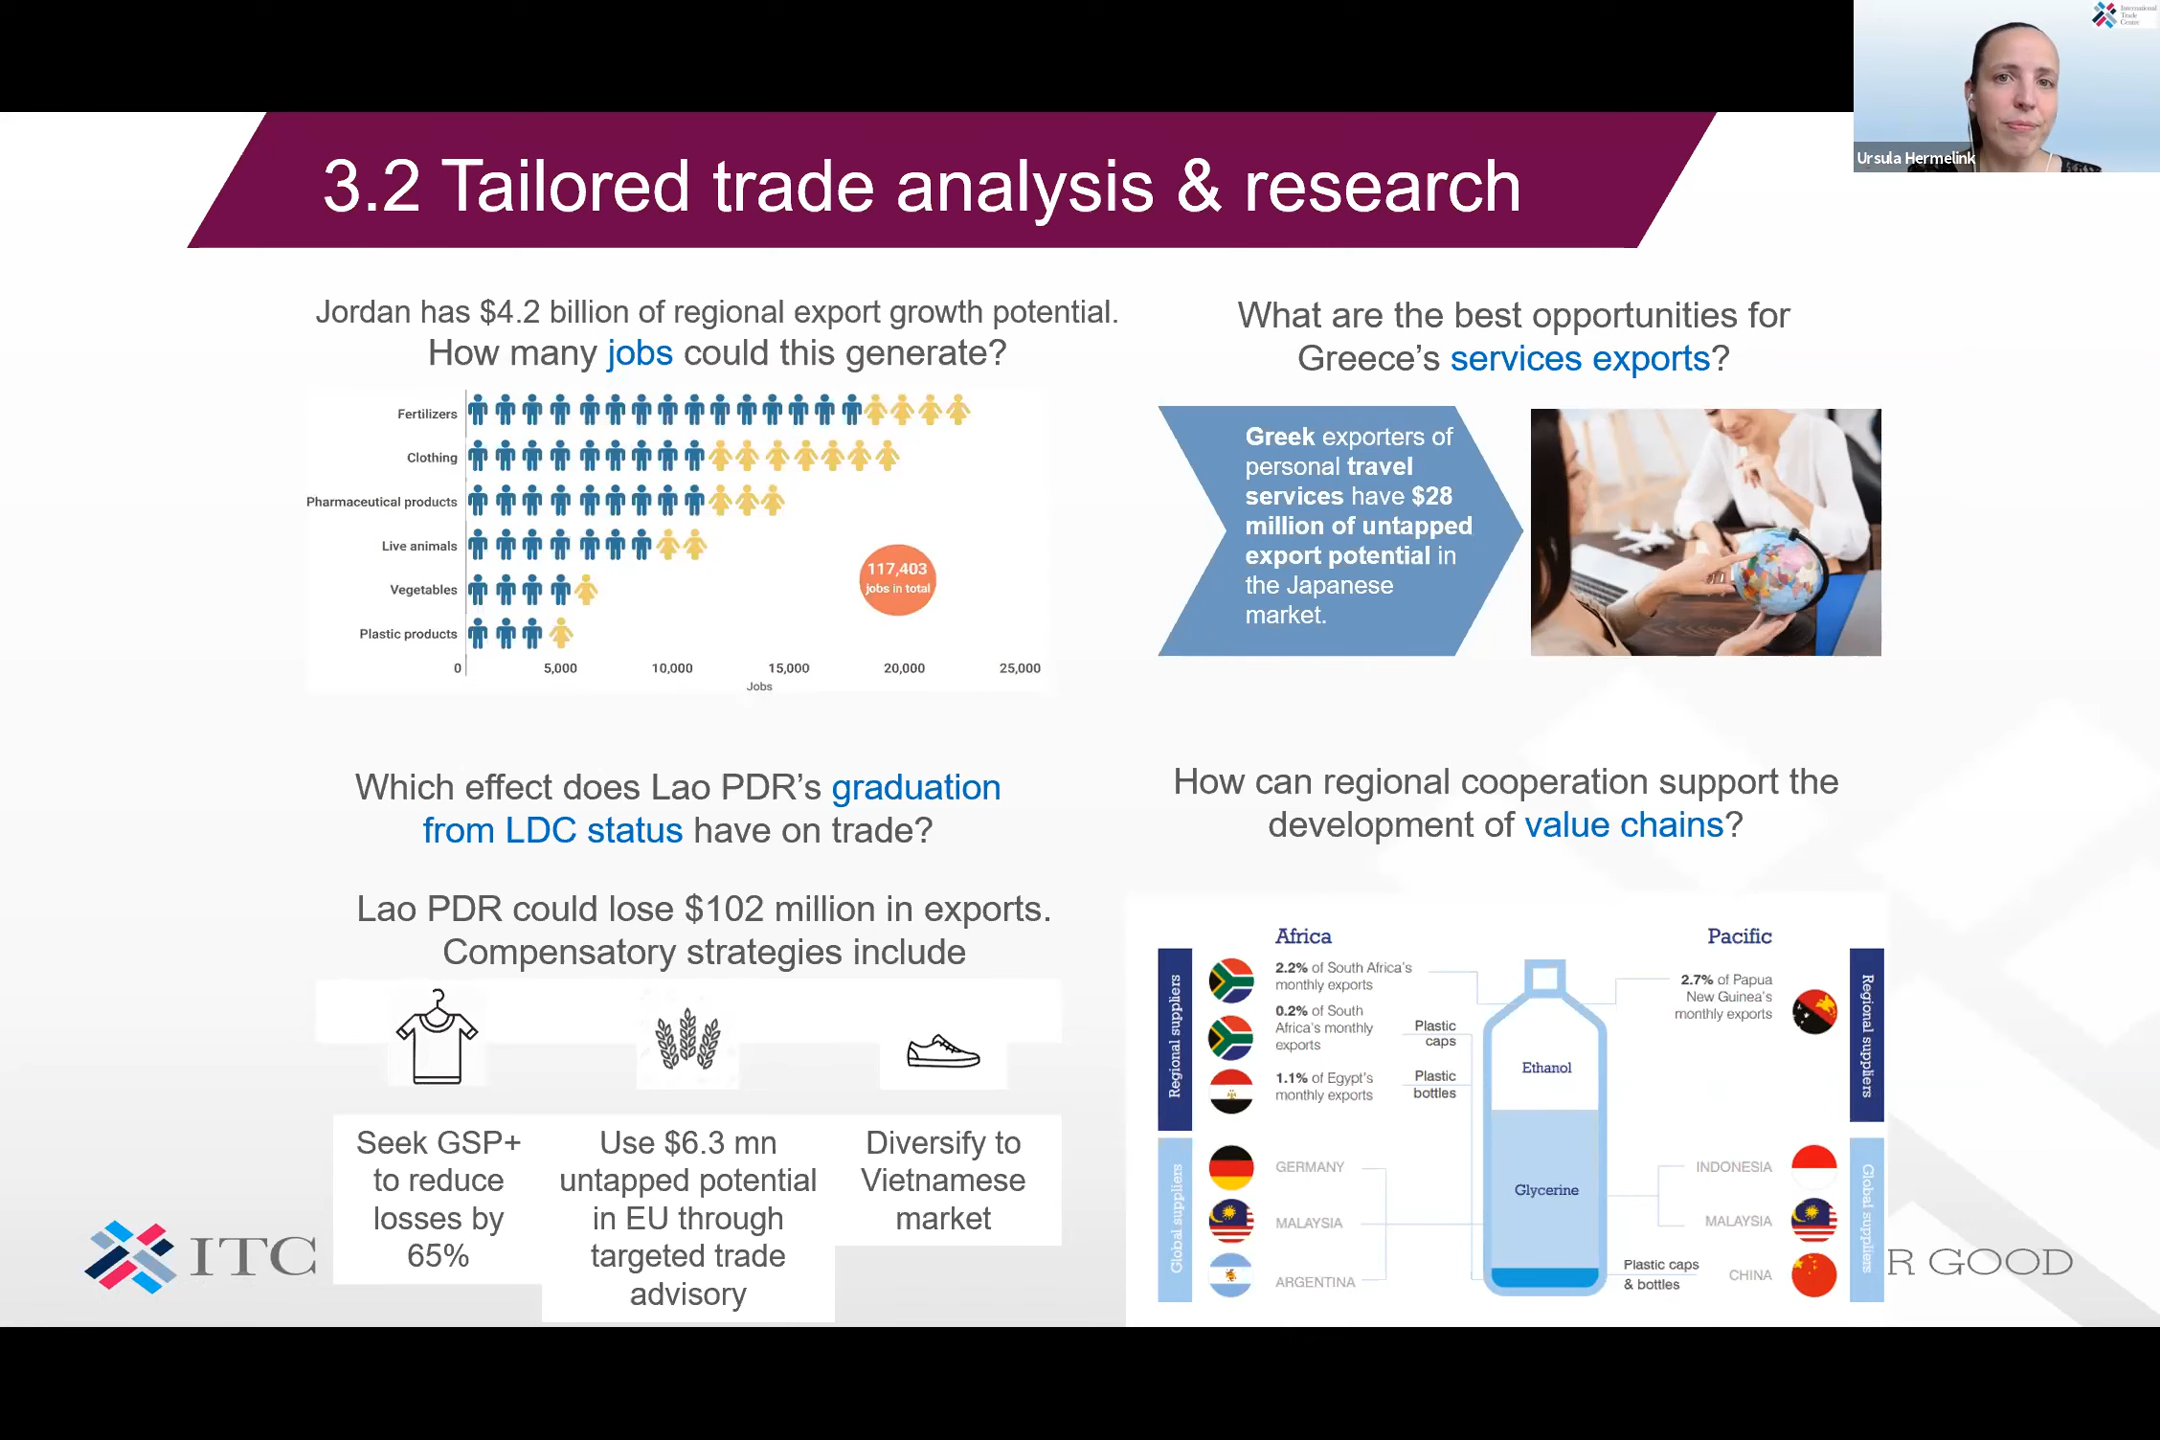 International
Trade
Centre
Ursula Hermelink
3.2 Tailored trade analysis & research
Jordan has $4.2 billion of regional export growth potential.
How many jobs could this generate?
Fertilizers
Clothing
Pharmaceutical products
Live animals
Vegetables
Plastic products
117,403
jobs in total
0 5,000 10,000 15,000 20,000 25,000
Jobs
What are the best opportunities for
Greece’s services exports?
Greek exporters of
personal travel
services have $28
million of untapped
export potential in
the Japanese
market.
Which effect does Lao PDR’s graduation
from LDC status have on trade?
Lao PDR could lose $102 million in exports.
Compensatory strategies include
Seek GSP+
to reduce
losses by
65%
Use $6.3 mn
untapped potential
in EU through
targeted trade
advisory
Diversify to
Vietnamese
market
How can regional cooperation support the
development of value chains?
Africa
Regional suppliers
2.2% of South Africa’s
monthly exports
0.2% of South
Africa’s monthly
exports
1.1% of Egypt’s
monthly exports
Plastic
caps
Plastic
bottles
Global suppliers
GERMANY
MALAYSIA
ARGENTINA
Ethanol
Glycerine
Pacific
2.7% of Papua
New Guinea’s
monthly exports
Regional suppliers
INDONESIA
MALAYSIA
Plastic caps
& bottles
CHINA
Global suppliers
ITC
R GOOD